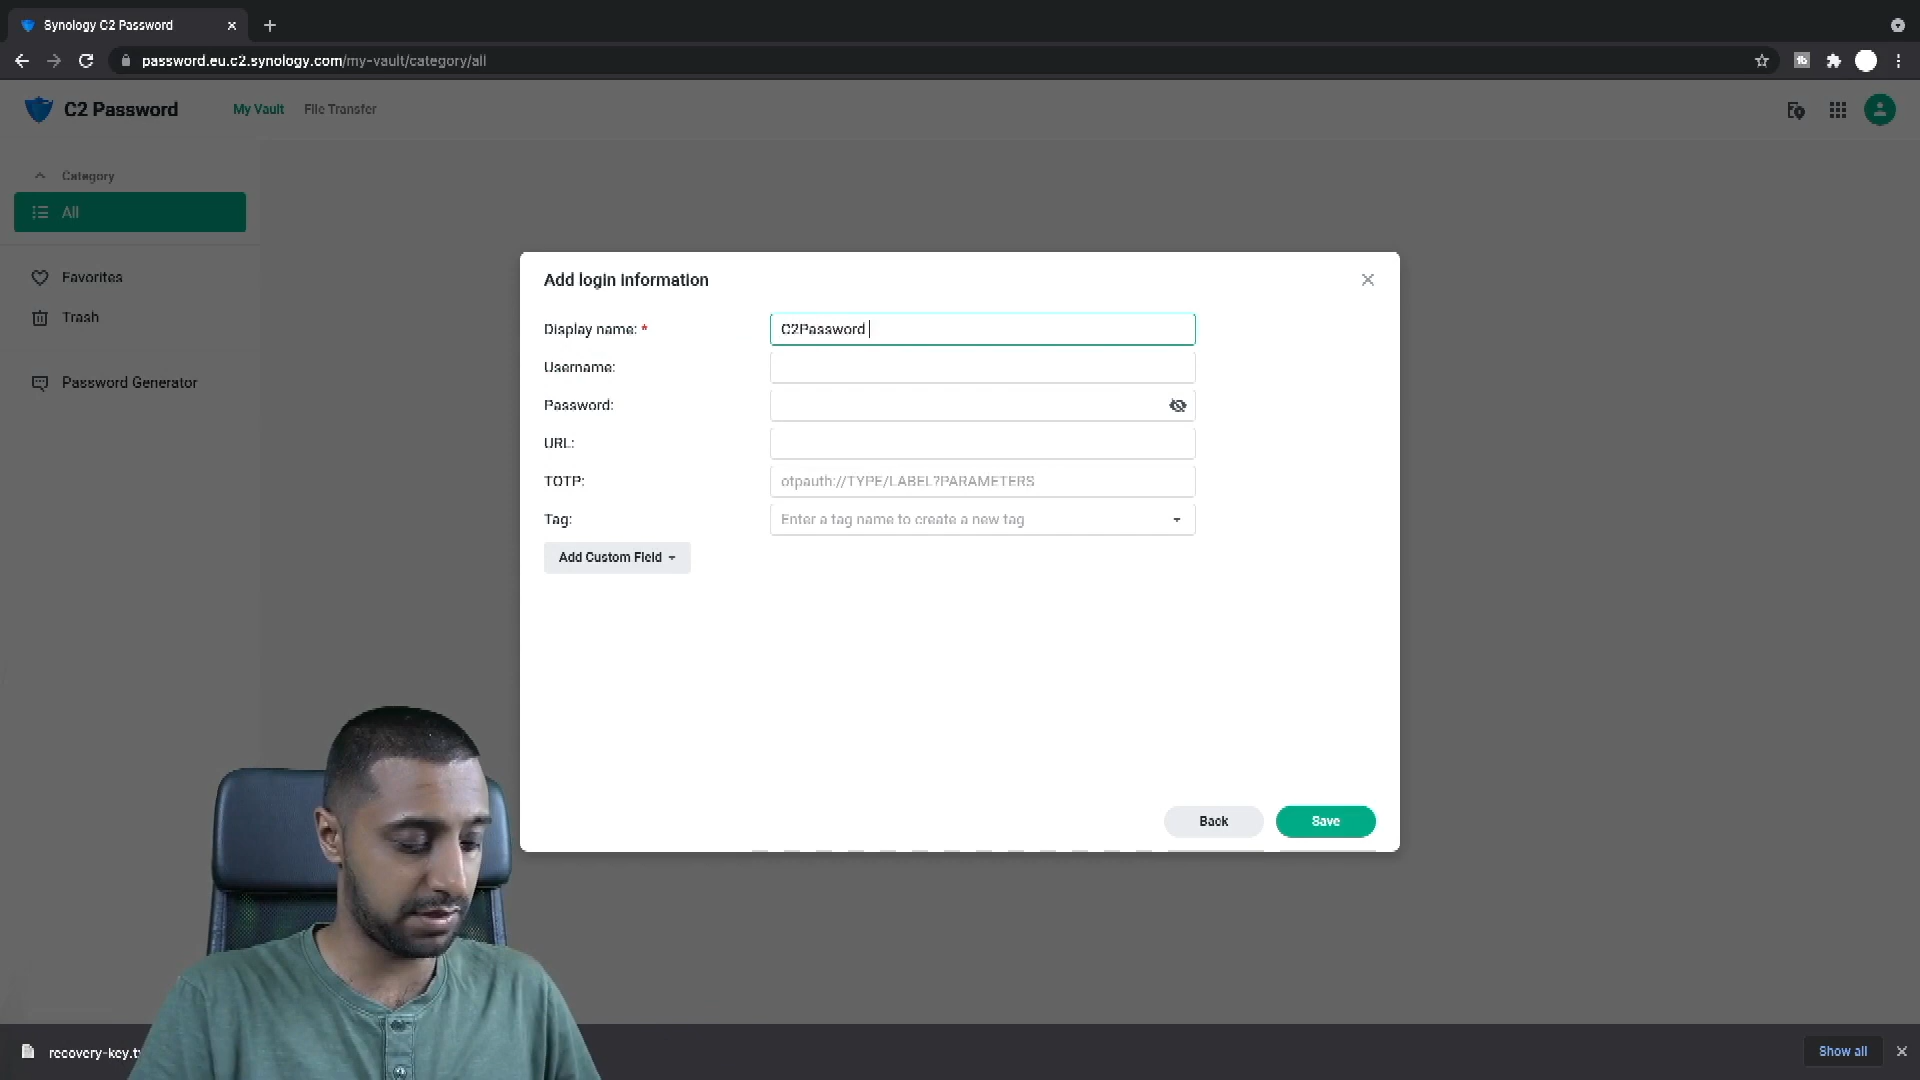 Synology C2 Password
password.eu.c2.synology.com/my-vault/category/all
C2 Password
My Vault
File Transfer
Category
All
Favorites
Trash
Password Generator
Add login information
Display name: *
C2Password
Username:
Password:
URL:
TOTP:
otpauth://TYPE/LABEL?PARAMETERS
Tag:
Enter a tag name to create a new tag
Add Custom Field
Back
Save
recovery-key.t
Show all